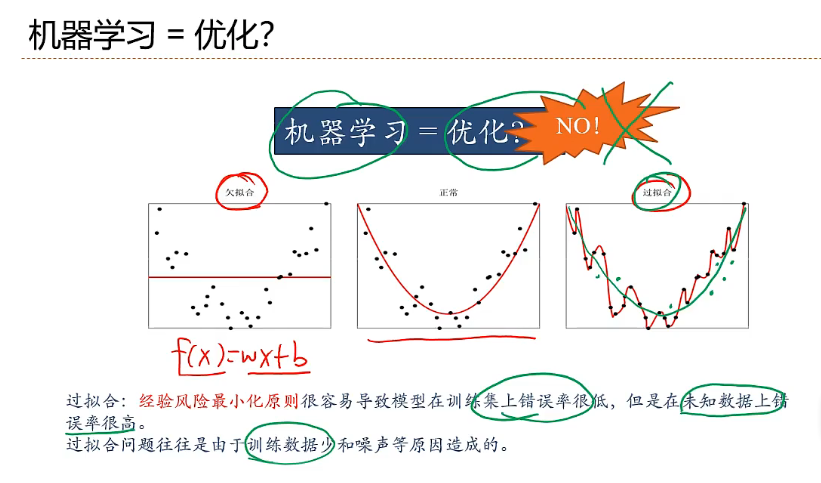 机器学习 = 优化?
机器学习 = 优化?
NO!
欠拟合
正常
过拟合
f(x)=wx+b
过拟合：经验风险最小化原则很容易导致模型在训练集上错误率很低，但是在未知数据上错
误率很高。
过拟合问题往往是由于训练数据少和噪声等原因造成的。